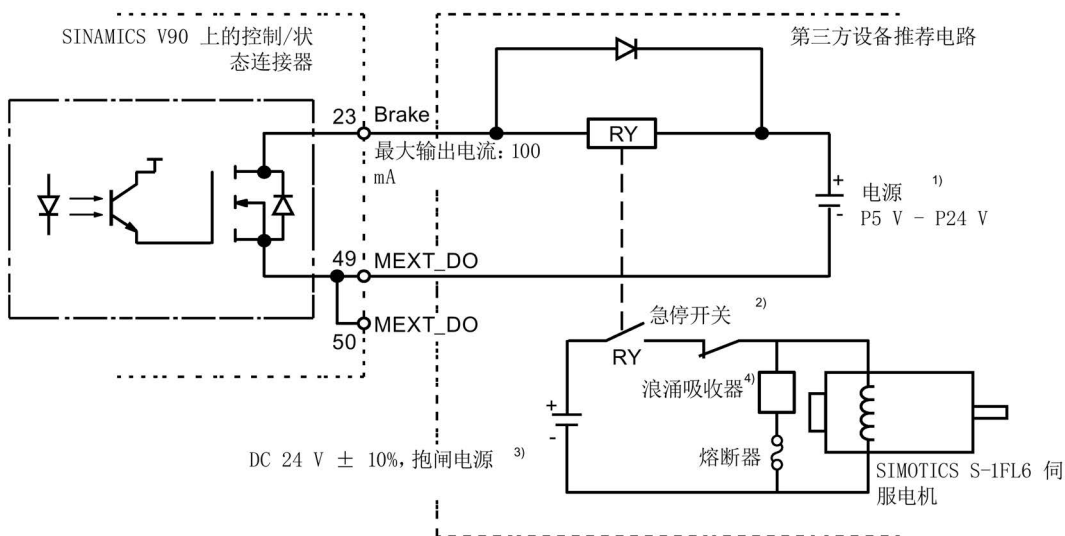 SINAMICS V90 上的控制/状
态连接器
第三方设备推荐电路
23 Brake
最大输出电流: 100
mA
RY
+
-
电源 1)
P5 V - P24 V
49 MEXT_DO
50 MEXT_DO
急停开关 2)
RY
浪涌吸收器4)
+
-
DC 24 V ± 10%, 抱闸电源 3)
熔断器
SIMOTICS S-1FL6 伺
服电机